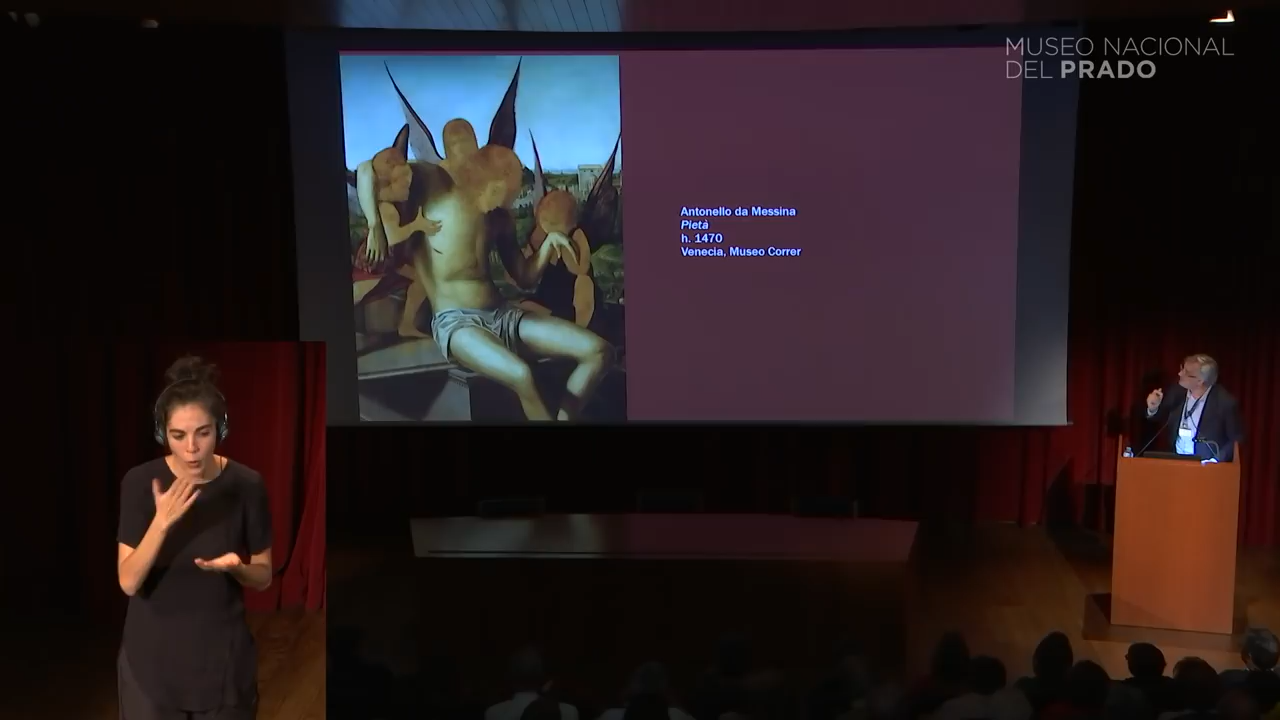 MUSEO NACIONAL
DEL PRADO
Antonello da Messina
Pietà
h. 1470
Venecia, Museo Correr